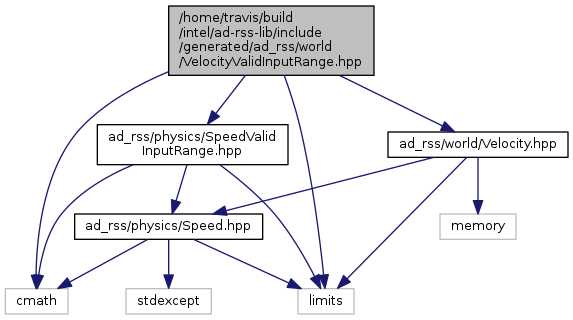 /home/travis/build
/intel/ad-rss-lib/include
/generated/ad_rss/world
/VelocityValidInputRange.hpp
ad_rss/physics/SpeedValid
InputRange.hpp
ad_rss/world/Velocity.hpp
ad_rss/physics/Speed.hpp
memory
cmath
stdexcept
limits